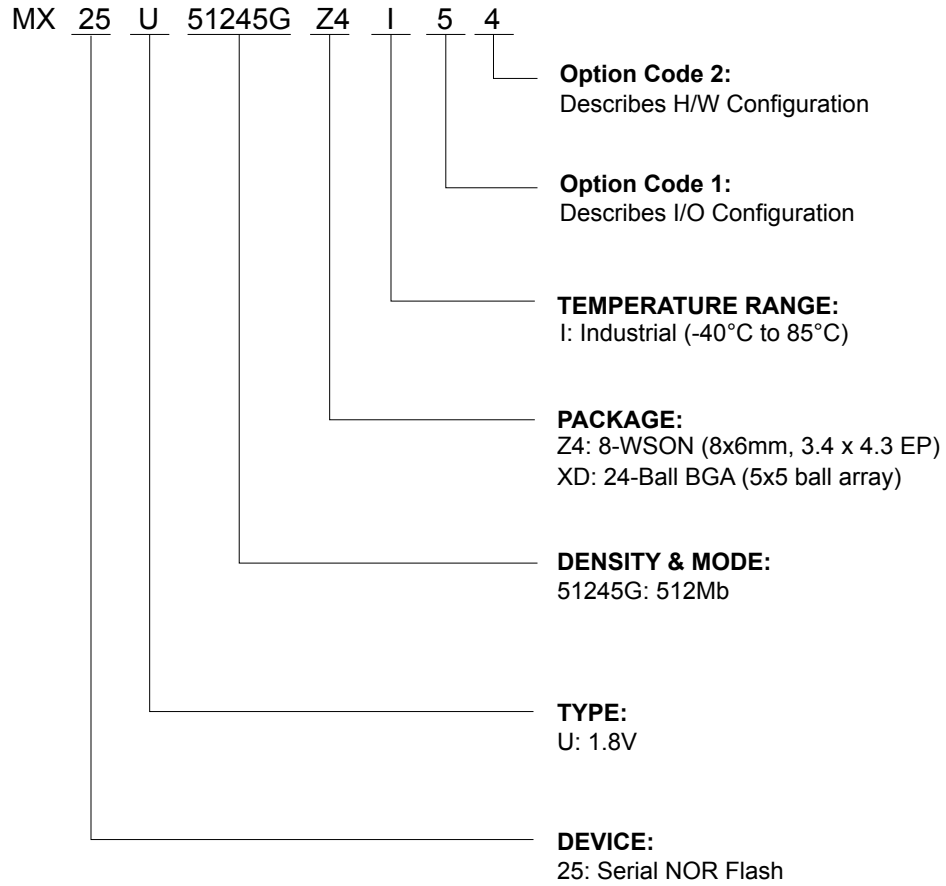 MX 25 U 51245G Z4 I 5 4
Option Code 2:
Describes H/W Configuration
Option Code 1:
Describes I/O Configuration
TEMPERATURE RANGE:
I: Industrial (-40°C to 85°C)
PACKAGE:
Z4: 8-WSON (8x6mm, 3.4 x 4.3 EP)
XD: 24-Ball BGA (5x5 ball array)
DENSITY & MODE:
51245G: 512Mb
TYPE:
U: 1.8V
DEVICE:
25: Serial NOR Flash